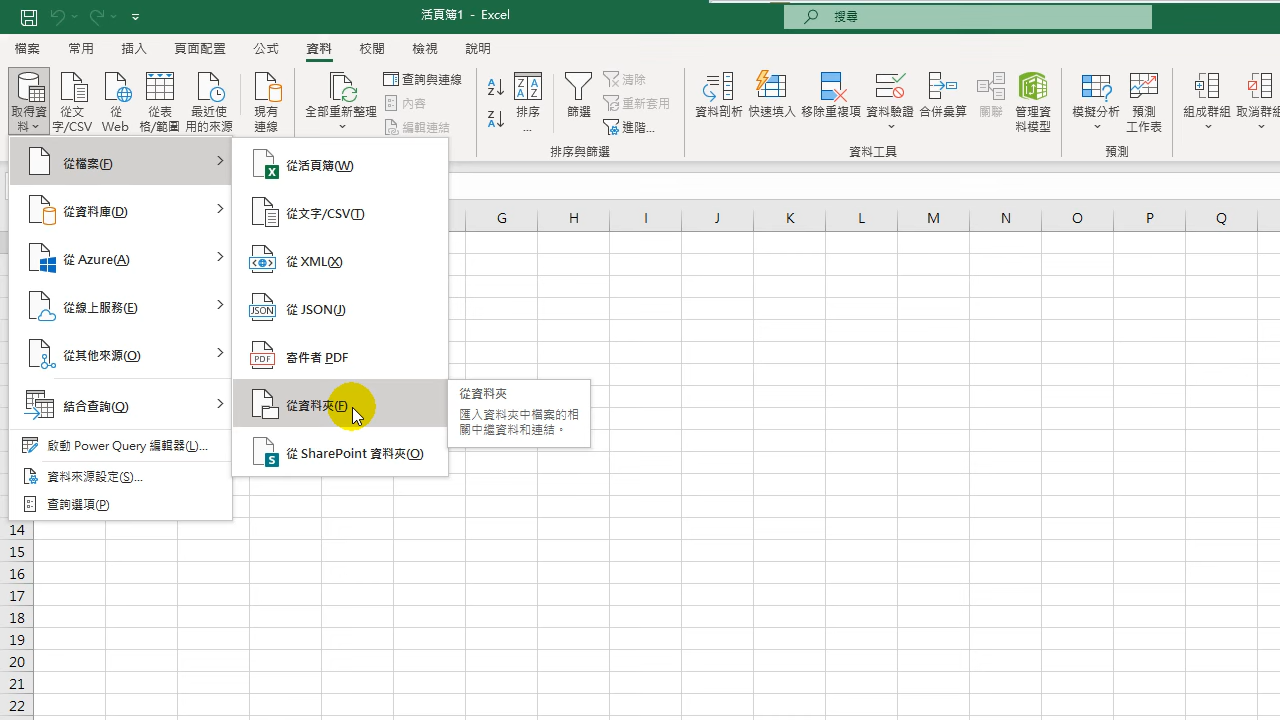 活頁簿1 - Excel
搜尋
檔案 常用 插入 頁面配置 公式 資料 校閱 檢視 說明
取得資料
從文字/CSV
從 Web
從表格/範圍
最近使用的來源
現有連線
全部重新整理
查詢與連線
內容
編輯連結
排序
...
篩選
清除
重新套用
進階...
排序與篩選
資料剖析
快速填入
移除重複項
資料驗證
合併彙算
關聯
管理資料模型
資料工具
模擬分析
預測工作表
預測
組成群組
取消群組
從檔案(F)
從資料庫(D)
從 Azure(A)
從線上服務(E)
從其他來源(O)
結合查詢(Q)
啟動 Power Query 編輯器(L)...
資料來源設定(S)...
查詢選項(P)
從活頁簿(W)
從文字/CSV(T)
從 XML(X)
JSON
從 JSON(J)
PDF
寄件者 PDF
從資料夾(F)
從 SharePoint 資料夾(O)
從資料夾
匯入資料夾中檔案的相
關中繼資料和連結。
G H I J K L M N O P Q
14
15
16
17
18
19
20
21
22